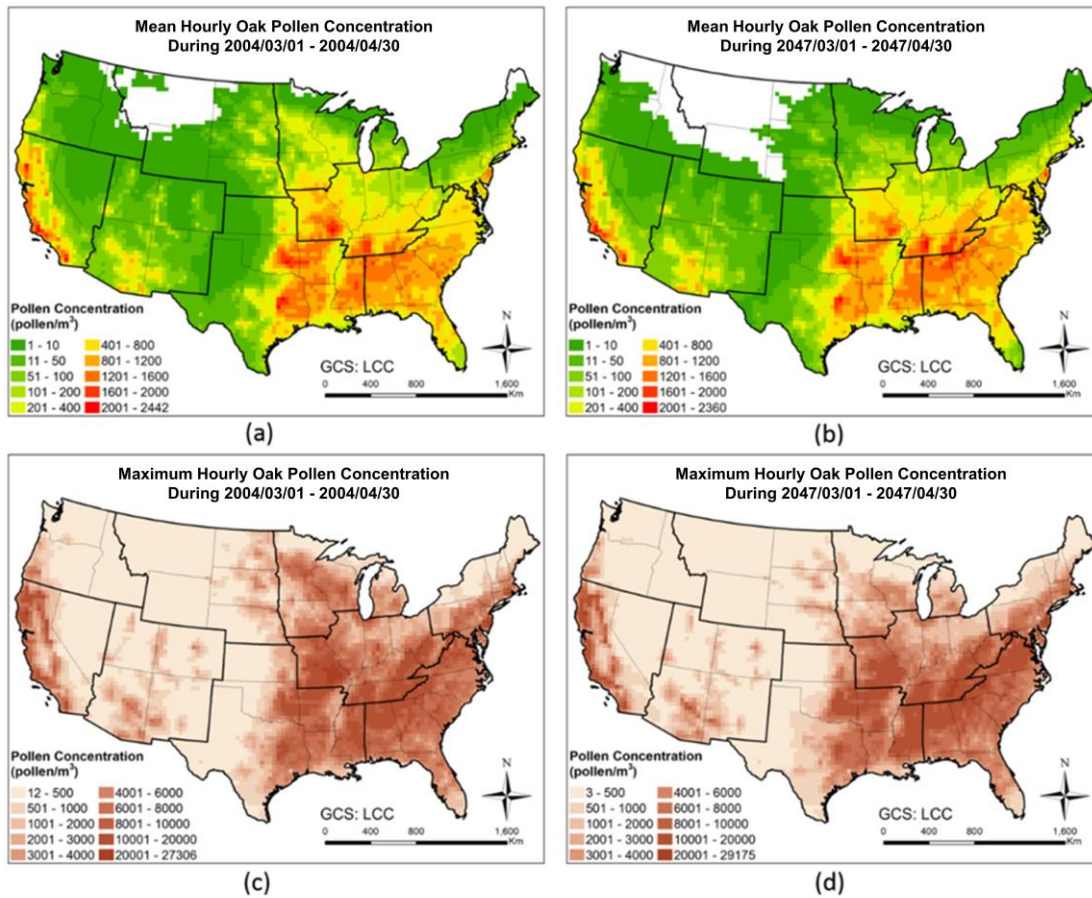 Mean Hourly Oak Pollen Concentration
During 2004/03/01 - 2004/04/30
Pollen Concentration
(pollen/m³)
1 - 10
401 - 800
11 - 50
801 - 1200
51 - 100
1201 - 1600
101 - 200
1601 - 2000
201 - 400
2001 - 2442
N
GCS: LCC
0 400 800 1,600
Km
(a)
Mean Hourly Oak Pollen Concentration
During 2047/03/01 - 2047/04/30
Pollen Concentration
(pollen/m³)
1 - 10
401 - 800
11 - 50
801 - 1200
51 - 100
1201 - 1600
101 - 200
1601 - 2000
201 - 400
2001 - 2360
N
GCS: LCC
0 400 800 1,600
Km
(b)
Maximum Hourly Oak Pollen Concentration
During 2004/03/01 - 2004/04/30
Pollen Concentration
(pollen/m³)
12 - 500
4001 - 6000
501 - 1000
6001 - 8000
1001 - 2000
8001 - 10000
2001 - 3000
10001 - 20000
3001 - 4000
20001 - 27306
N
GCS: LCC
0 400 800 1,600
Km
(c)
Maximum Hourly Oak Pollen Concentration
During 2047/03/01 - 2047/04/30
Pollen Concentration
(pollen/m³)
3 - 500
4001 - 6000
501 - 1000
6001 - 8000
1001 - 2000
8001 - 10000
2001 - 3000
10001 - 20000
3001 - 4000
20001 - 29175
N
GCS: LCC
0 400 800 1,600
Km
(d)